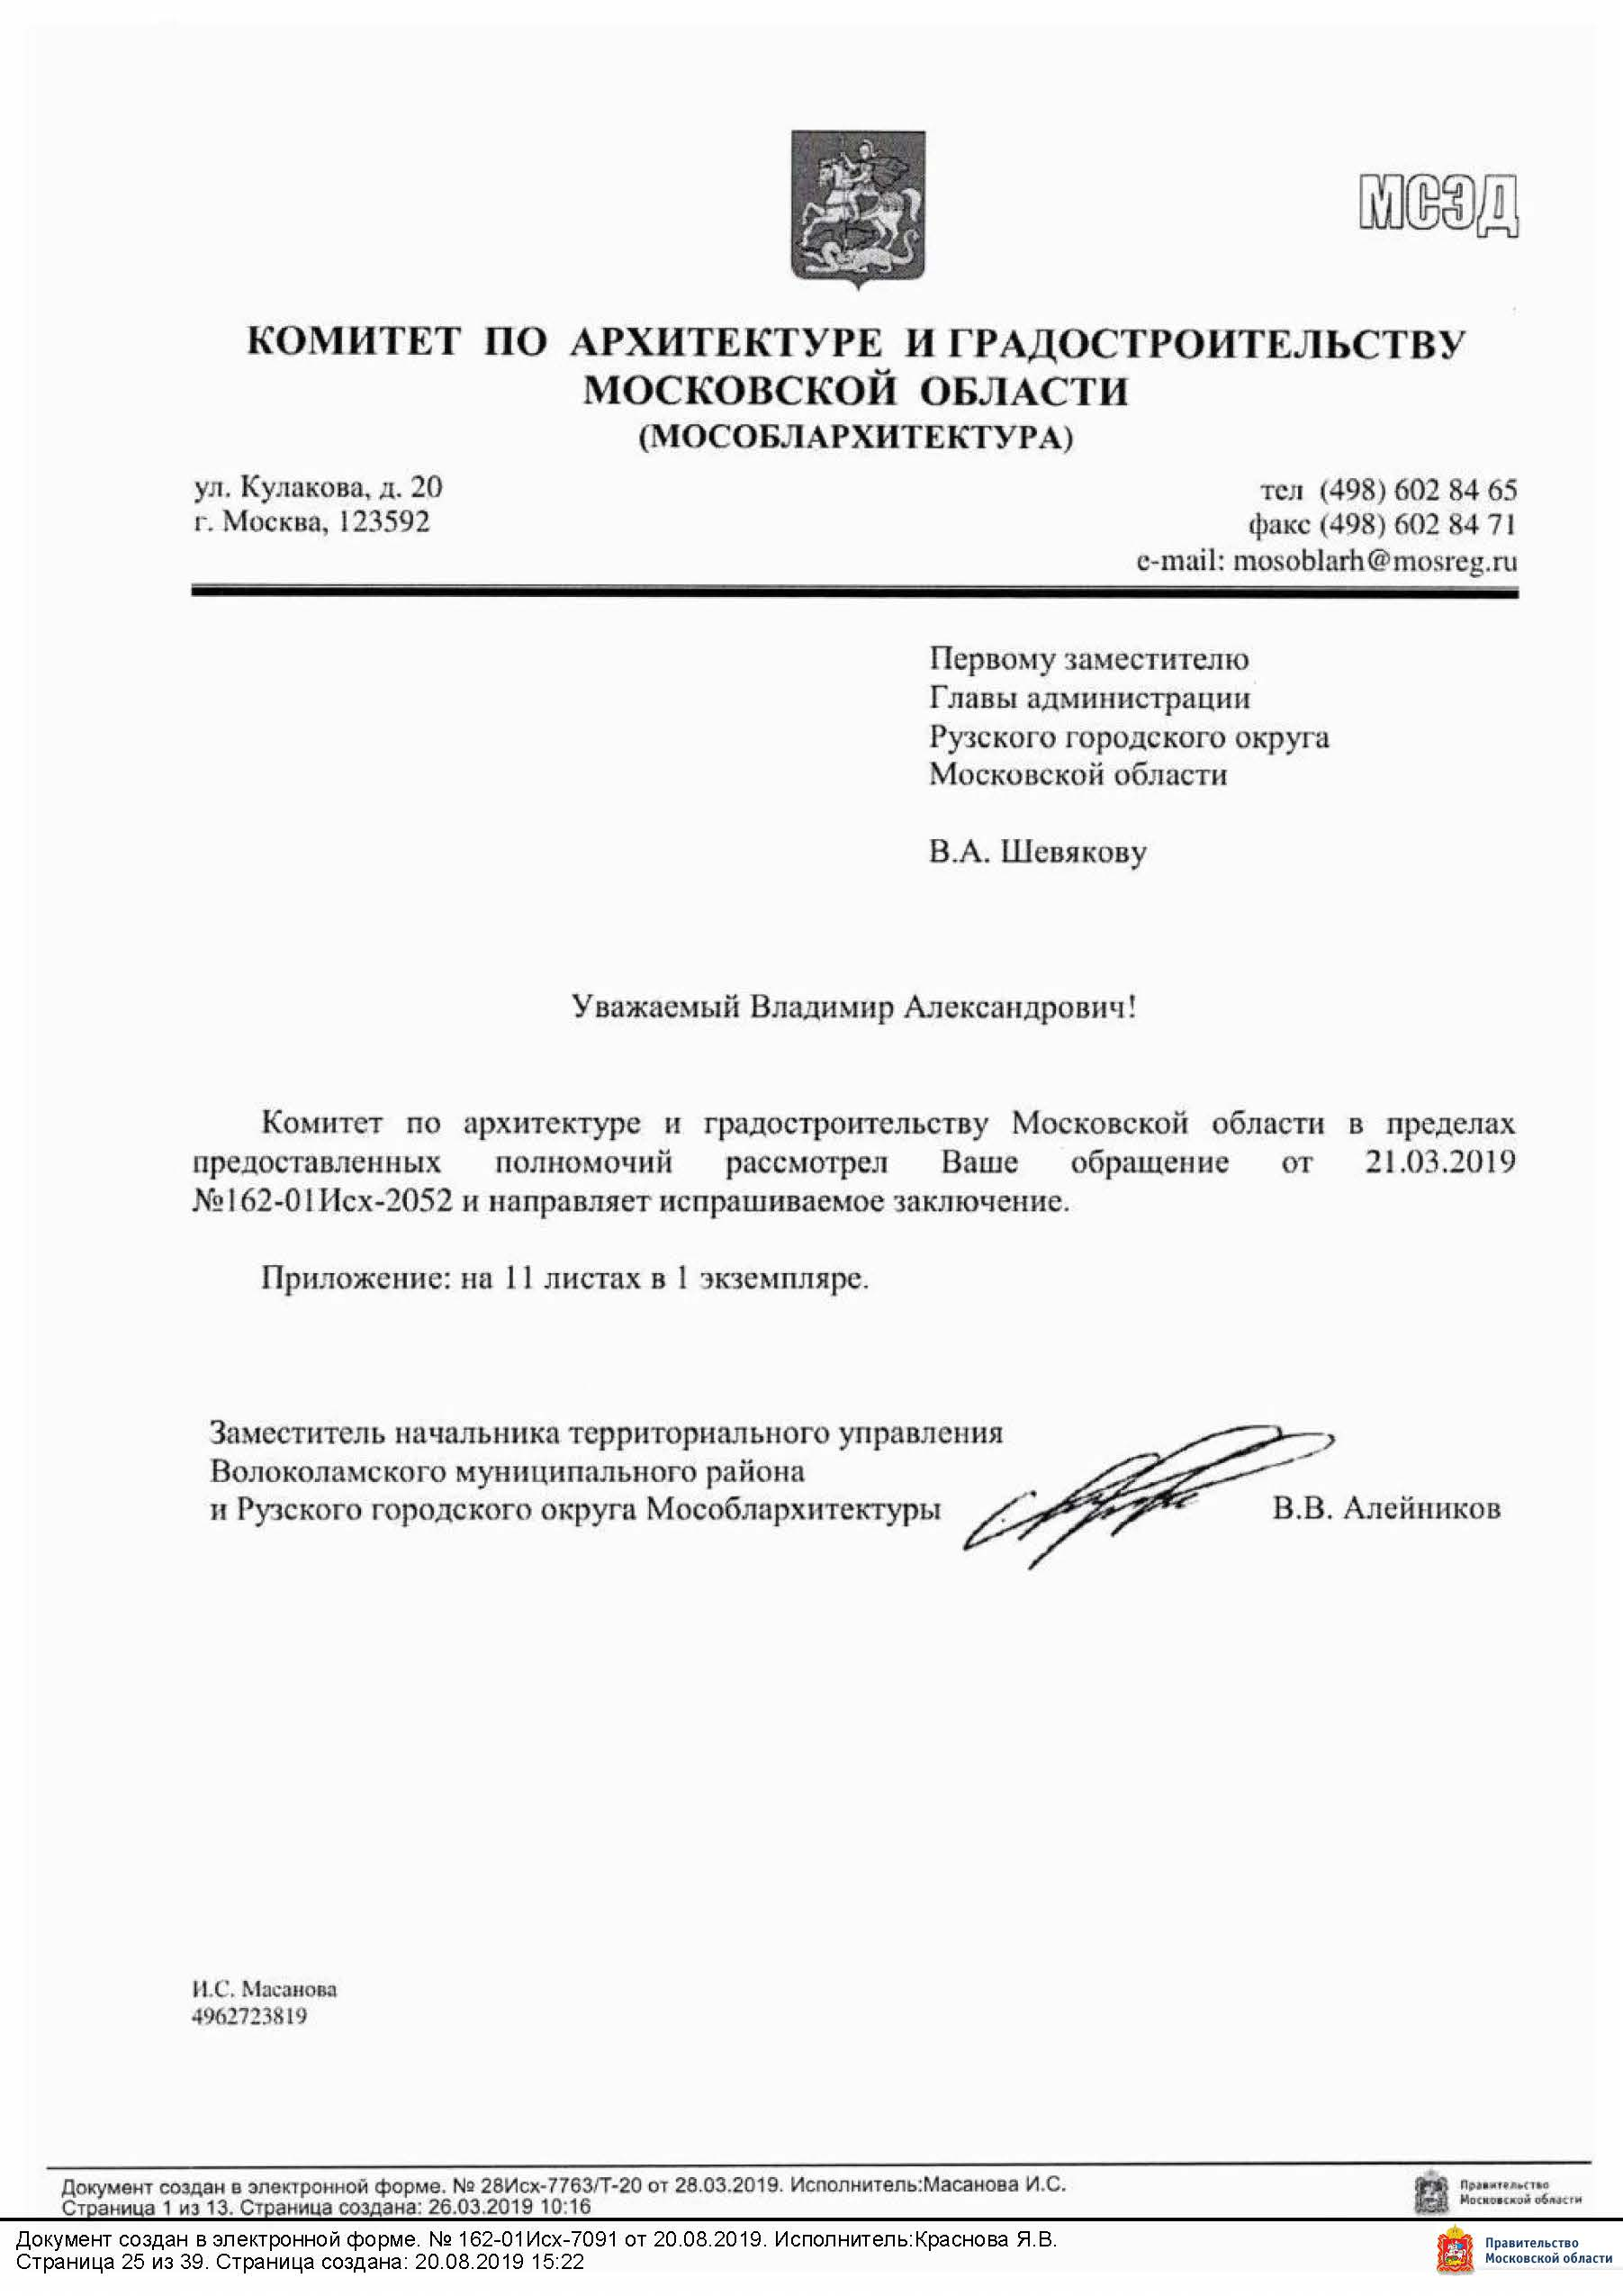 МСЭД
КОМИТЕТ ПО АРХИТЕКТУРЕ И ГРАДОСТРОИТЕЛЬСТВУ
МОСКОВСКОЙ ОБЛАСТИ
(МОСОБЛАРХИТЕКТУРА)
ул. Кулакова, д. 20
г. Москва, 123592
тел (498) 602 84 65
факс (498) 602 84 71
e-mail: mosoblarh@mosreg.ru
Первому заместителю
Главы администрации
Рузского городского округа
Московской области
В.А. Шевякову
Уважаемый Владимир Александрович!
Комитет по архитектуре и градостроительству Московской области в пределах
предоставленных полномочий рассмотрел Ваше обращение от 21.03.2019
№162-01Исх-2052 и направляет испрашиваемое заключение.
Приложение: на 11 листах в 1 экземпляре.
Заместитель начальника территориального управления
Волоколамского муниципального района
и Рузского городского округа Мособлархитектуры
В.В. Алейников
И.С. Масанова
4962723819
Документ создан в электронной форме. № 28Исх-7763/Т-20 от 28.03.2019. Исполнитель:Масанова И.С.
Страница 1 из 13. Страница создана: 26.03.2019 10:16
Правительство
Московской области
Документ создан в электронной форме. № 162-01Исх-7091 от 20.08.2019. Исполнитель:Краснова Я.В.
Страница 25 из 39. Страница создана: 20.08.2019 15:22
Правительство
Московской области